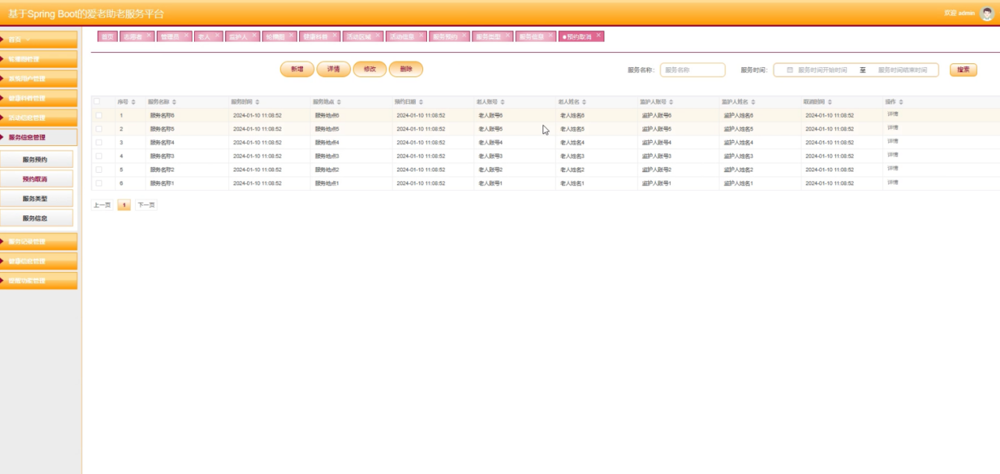 基于Spring Boot的爱老助老服务平台
欢迎 admin
首页
轮播图管理
系统用户管理
健康科普管理
活动信息管理
服务信息管理
服务预约
预约取消
服务类型
服务信息
服务记录管理
健康信息管理
提醒功能管理
首页 志愿者 × 管理员 × 老人 × 监护人 × 轮播图 × 健康科普 × 活动区域 × 活动信息 × 服务预约 × 服务类型 × 服务信息 × 预约取消 ×
新增 详情 修改 删除
服务名称: 服务名称 服务时间: 服务时间开始时间 至 服务时间结束时间 搜索
序号 服务名称 服务时间 服务地点 预约日期 老人账号 老人姓名 监护人账号 监护人姓名 取消时间 操作
1 服务名称6 2024-01-10 11:08:52 服务地点6 2024-01-10 11:08:52 老人账号6 老人姓名6 监护人账号6 监护人姓名6 2024-01-10 11:08:52 详情
2 服务名称5 2024-01-10 11:08:52 服务地点5 2024-01-10 11:08:52 老人账号5 老人姓名5 监护人账号5 监护人姓名5 2024-01-10 11:08:52 详情
3 服务名称4 2024-01-10 11:08:52 服务地点4 2024-01-10 11:08:52 老人账号4 老人姓名4 监护人账号4 监护人姓名4 2024-01-10 11:08:52 详情
4 服务名称3 2024-01-10 11:08:52 服务地点3 2024-01-10 11:08:52 老人账号3 老人姓名3 监护人账号3 监护人姓名3 2024-01-10 11:08:52 详情
5 服务名称2 2024-01-10 11:08:52 服务地点2 2024-01-10 11:08:52 老人账号2 老人姓名2 监护人账号2 监护人姓名2 2024-01-10 11:08:52 详情
6 服务名称1 2024-01-10 11:08:52 服务地点1 2024-01-10 11:08:52 老人账号1 老人姓名1 监护人账号1 监护人姓名1 2024-01-10 11:08:52 详情
上一页 1 下一页